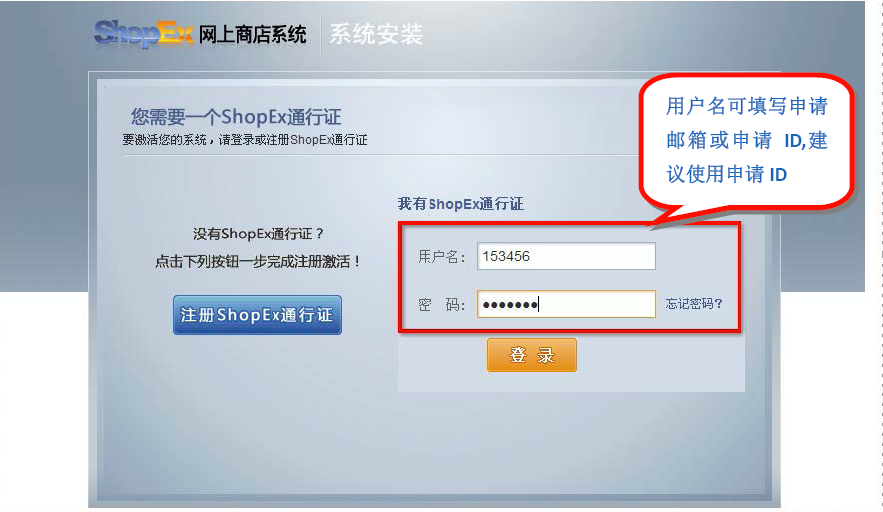 ShopEx 网上商店系统 系统安装
您需要一个ShopEx通行证
要激活您的系统，请登录或注册ShopEx通行证
用户名可填写申请
邮箱或申请 ID,建
议使用申请 ID
没有ShopEx通行证？
点击下列按钮一步完成注册激活！
注册ShopEx通行证
我有ShopEx通行证
用户名: 153456
密 码: ●●●●●●● 忘记密码?
登 录